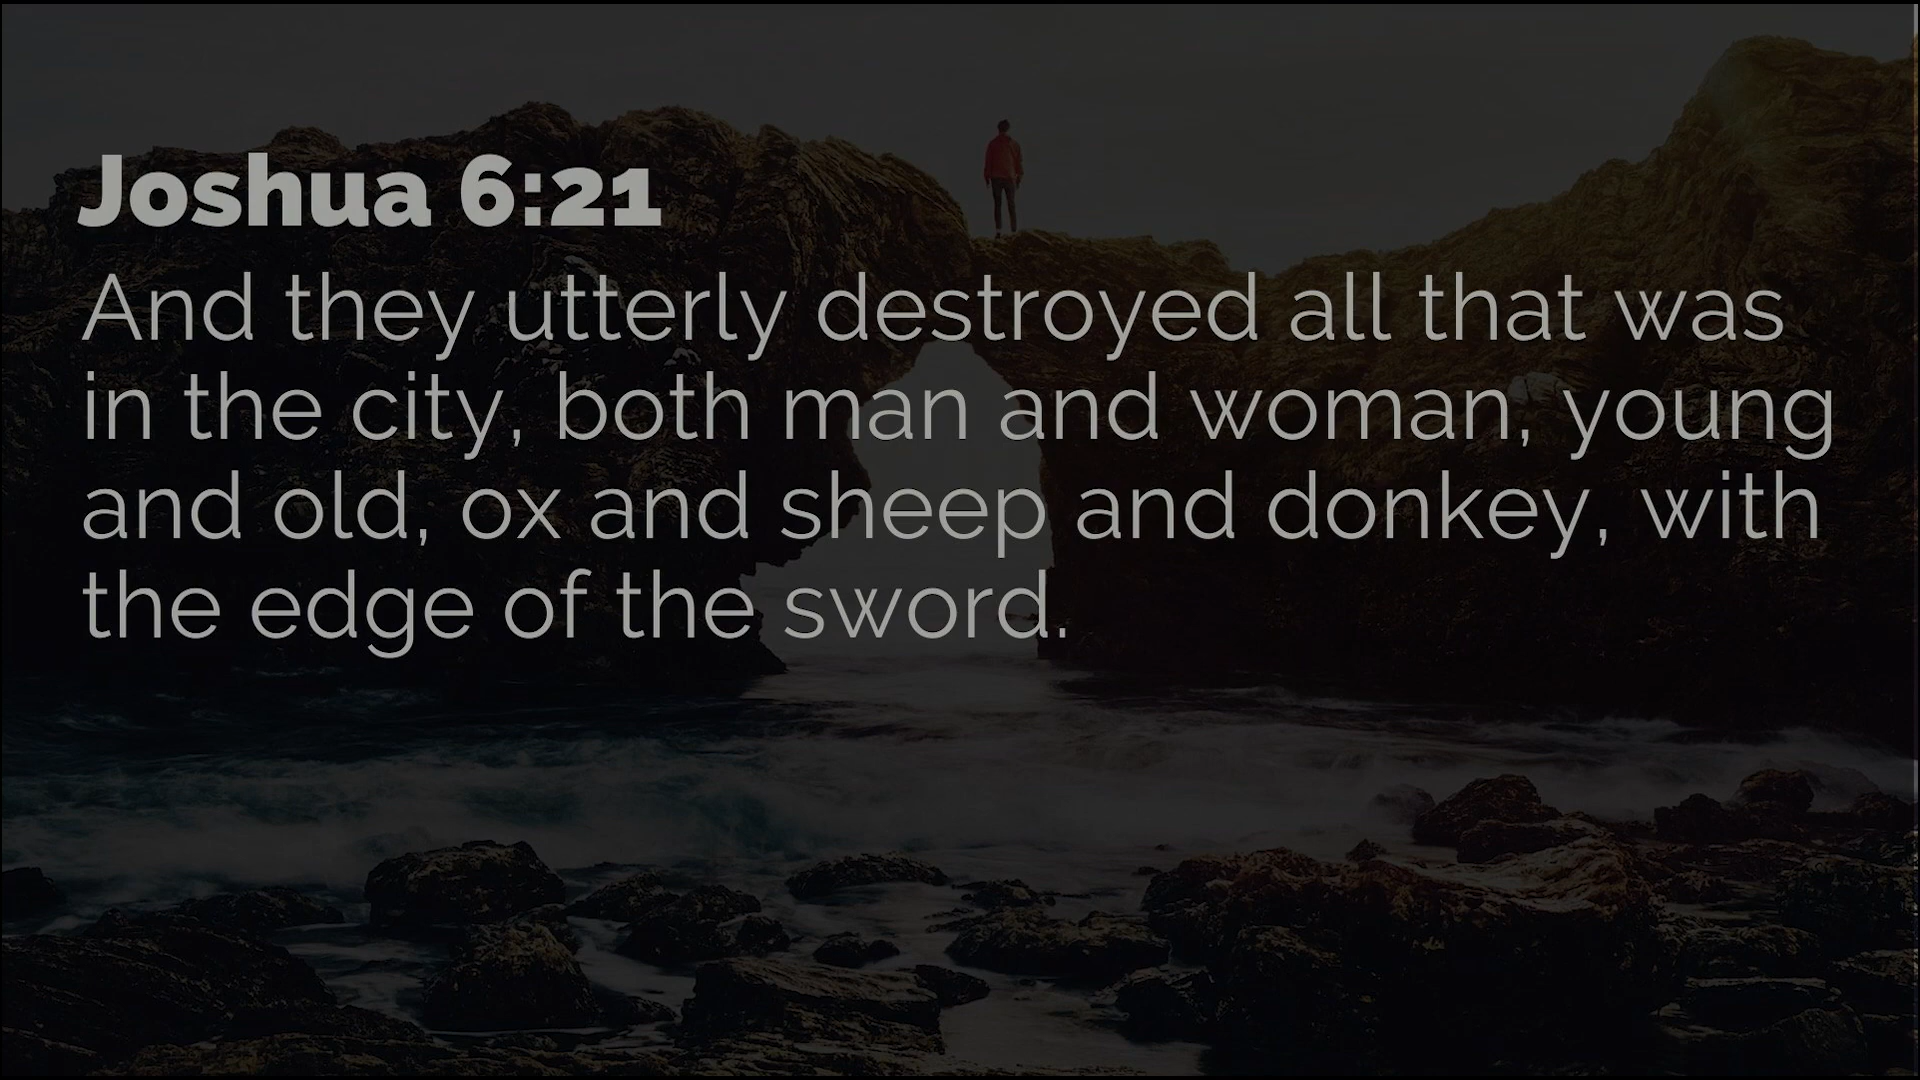 Joshua 6:21
And they utterly destroyed all that was
in the city, both man and woman, young
and old, ox and sheep and donkey, with
the edge of the sword.